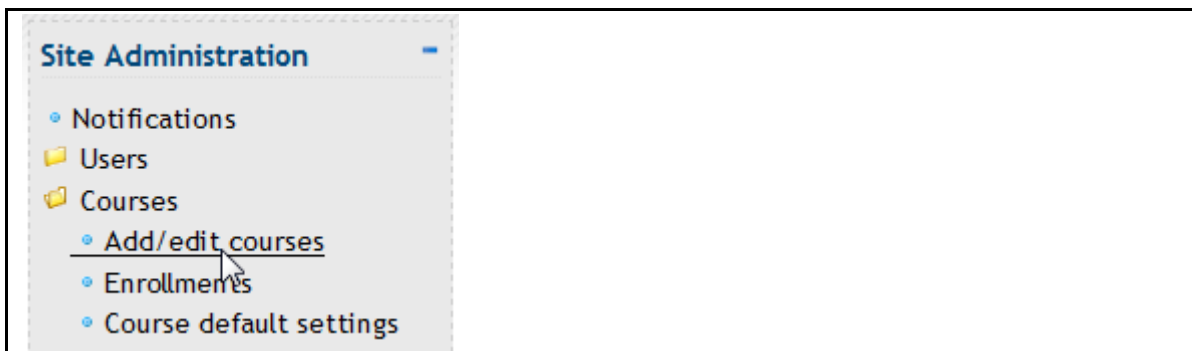 Site Administration
Notifications
Users
Courses
Add/edit courses
Enrollments
Course default settings